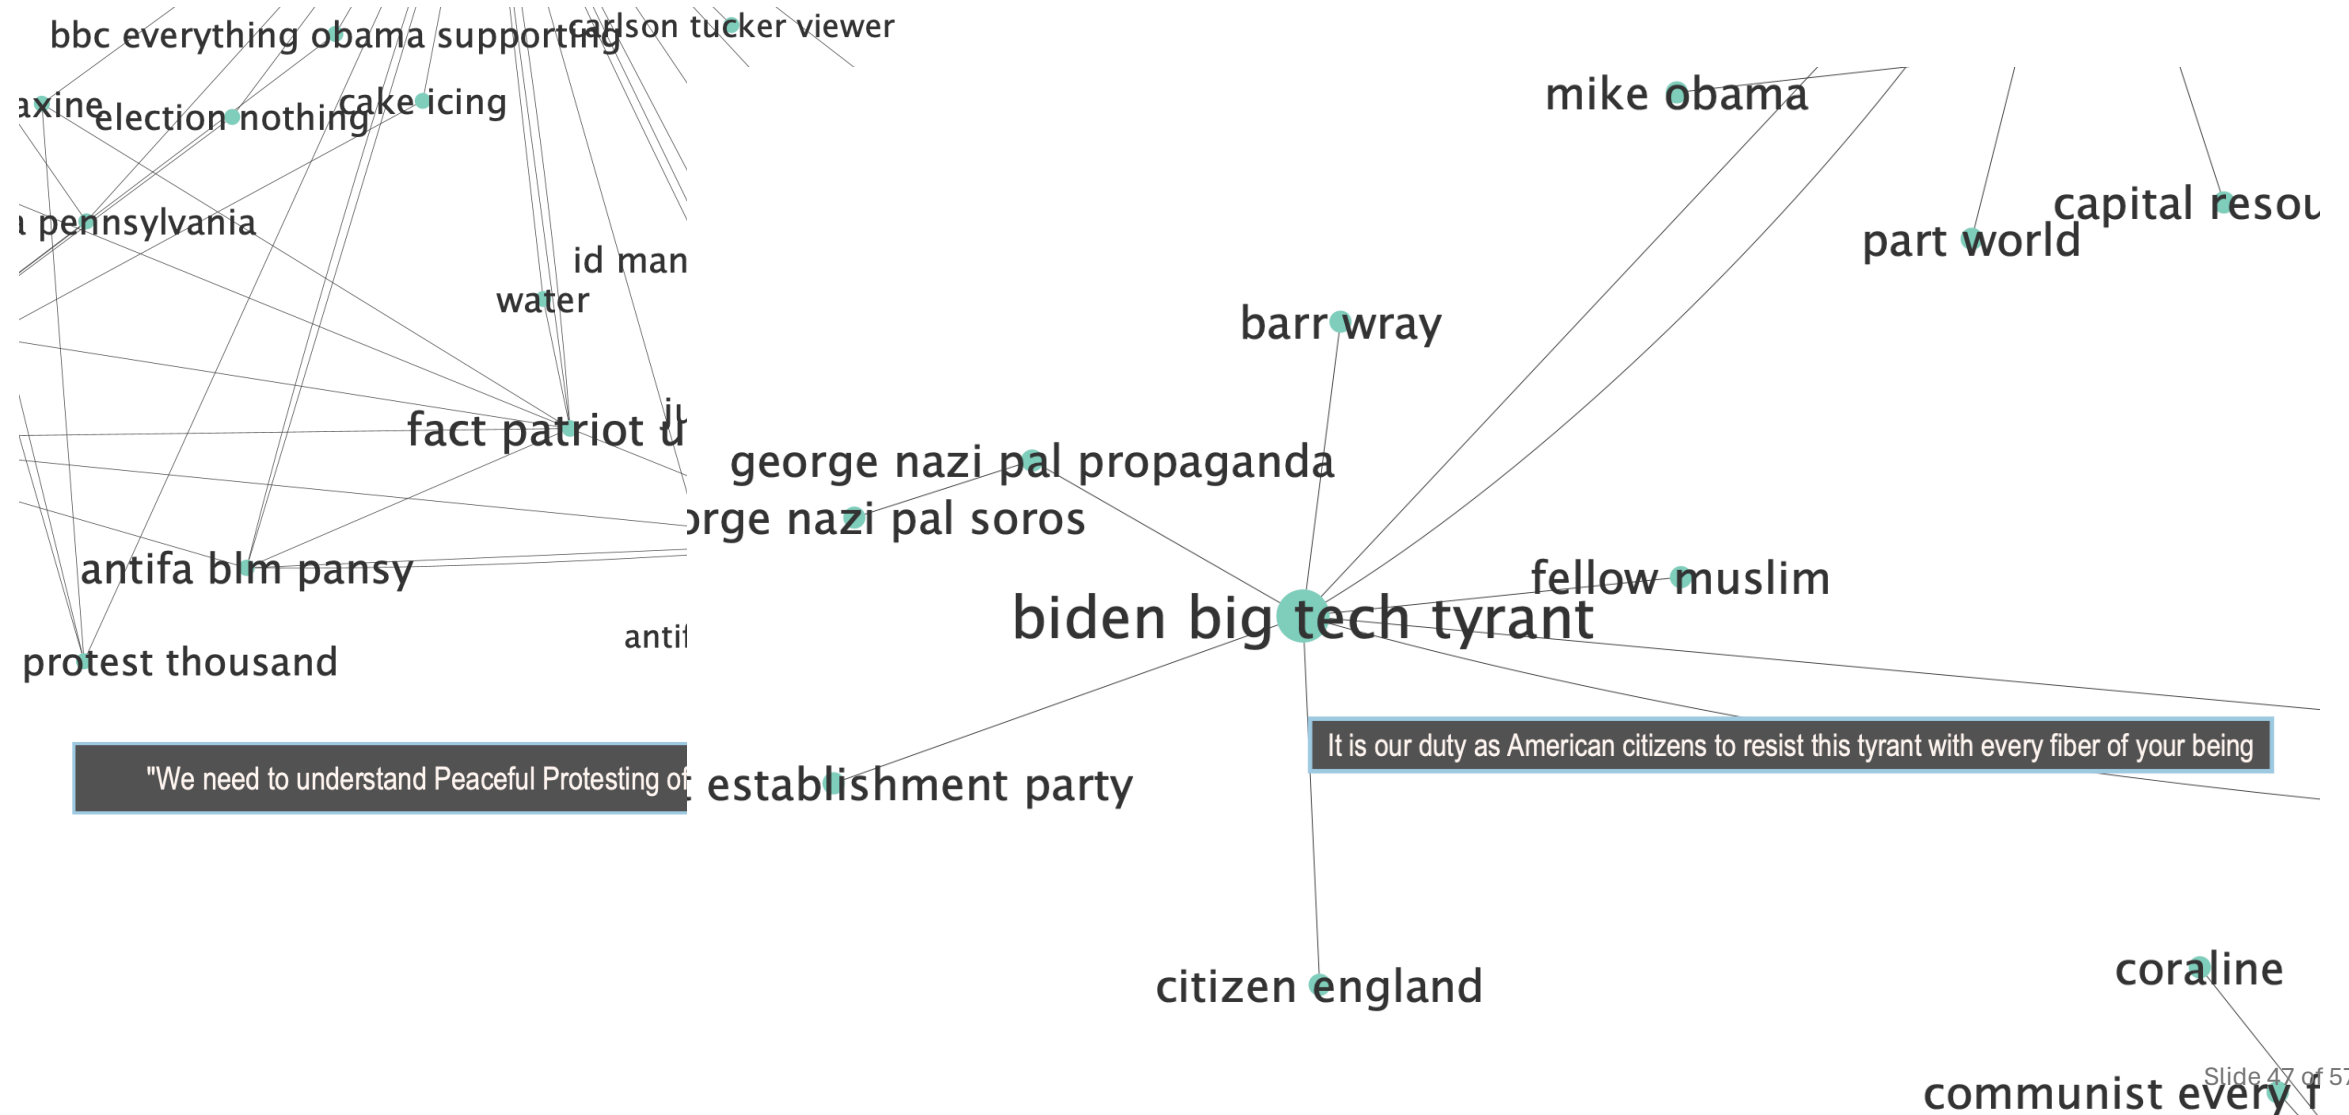 bbc everything obama supporting
carlson tucker viewer
axine
election nothing
cake icing
a pennsylvania
id man
water
fact patriot u
ju
antifa blm pansy
antif
protest thousand
"We need to understand Peaceful Protesting of
mike obama
capital resou
part world
barr wray
george nazi pal propaganda
orge nazi pal soros
fellow muslim
biden big tech tyrant
It is our duty as American citizens to resist this tyrant with every fiber of your being
t establishment party
citizen england
coraline
communist every f
Slide 47 of 57